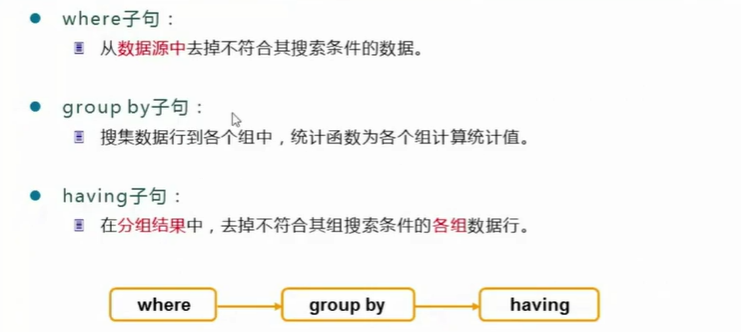 where子句：
从数据源中去掉不符合其搜索条件的数据。
group by子句：
搜集数据行到各个组中，统计函数为各个组计算统计值。
having子句：
在分组结果中，去掉不符合其组搜索条件的各组数据行。
where group by having